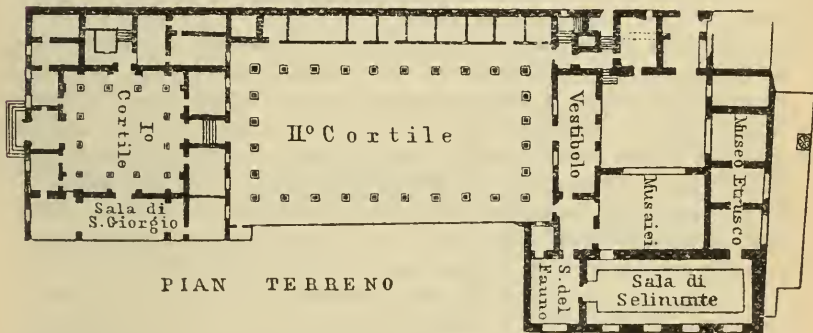 Iº
Cortile
Sala di
S. Giorgio
IIº Cortile
Vestibolo
Musaici
Museo Etrusco
S. del
Fauno
Sala di
Selinunte
PIAN TERRENO